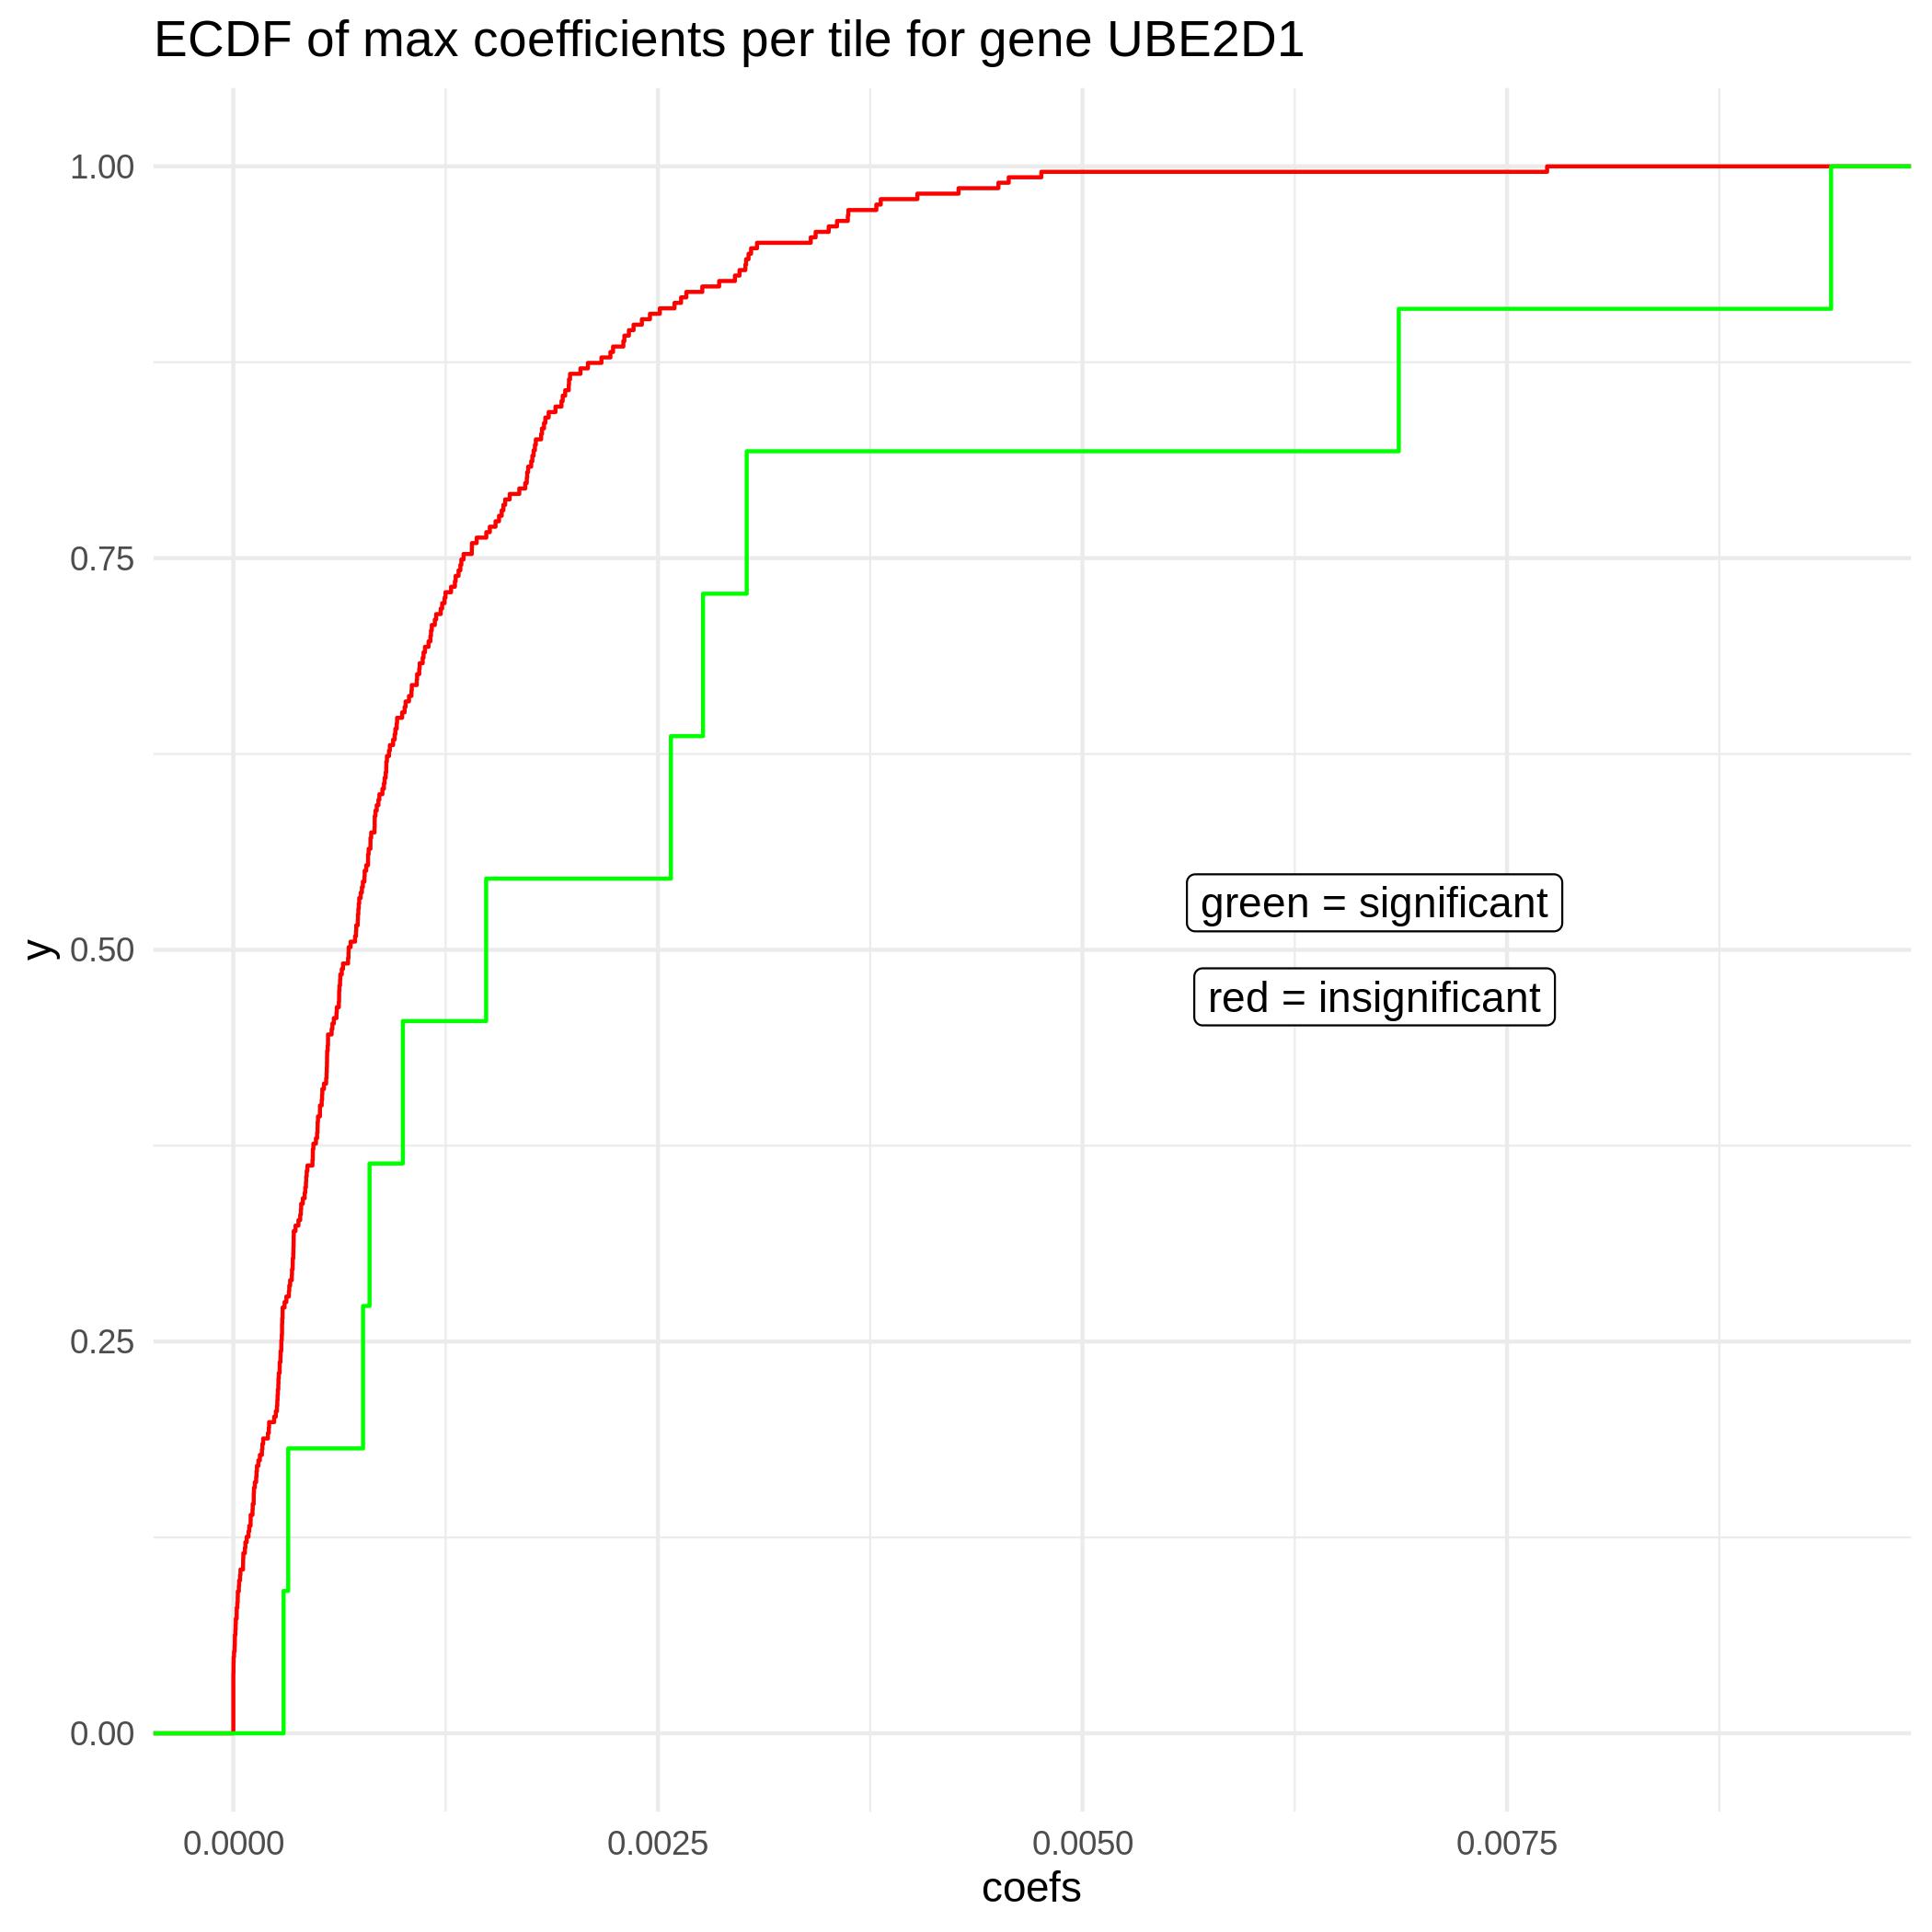 ECDF of max coefficients per tile for gene UBE2D1
1.00
0.75
0.50
0.25
0.00
y
green = significant
red = insignificant
0.0000 0.0025 0.0050 0.0075
coefs